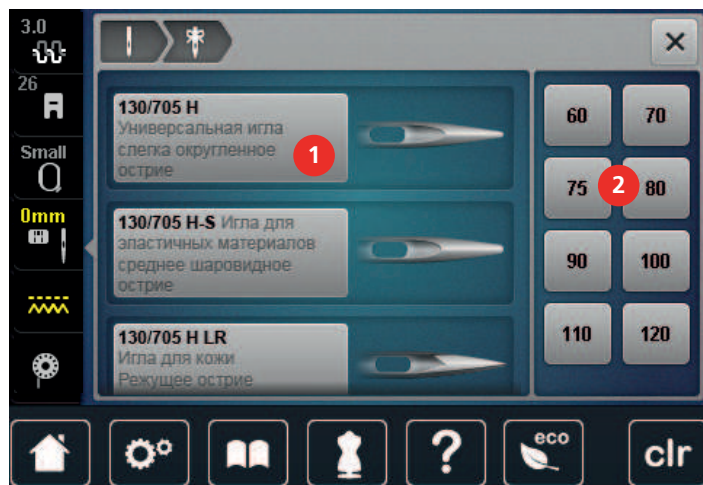 3.0
26
Small
0mm
130/705 H
Универсальная игла
слегка округленное
острие
1
130/705 H-S Игла для
эластичных материалов
среднее шаровидное
острие
130/705 H LR
Игла для кожи
Режущее острие
60 70
75 2 80
90 100
110 120
?
eco
clr